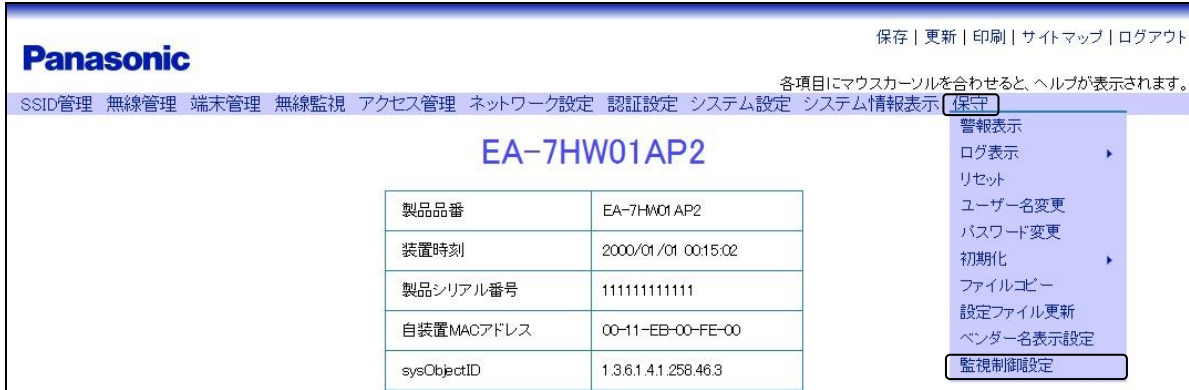 保存 | 更新 | 印刷 | サイトマップ | ログアウト
Panasonic
各項目にマウスカーソルを合わせると、ヘルプが表示されます。
SSID管理 無線管理 端末管理 無線監視 アクセス管理 ネットワーク設定 認証設定 システム設定 システム情報表示 保守
警報表示
ログ表示
リセット
ユーザー名変更
パスワード変更
初期化
ファイルコピー
設定ファイル更新
ベンダー名表示設定
監視制御設定
EA-7HW01AP2
製品品番 EA-7HW01AP2
装置時刻 2000/01/01 00:15:02
製品シリアル番号 111111111111
自装置MACアドレス 00-11-EB-00-FE-00
sysObjectID 1.3.6.1.4.1.258.46.3